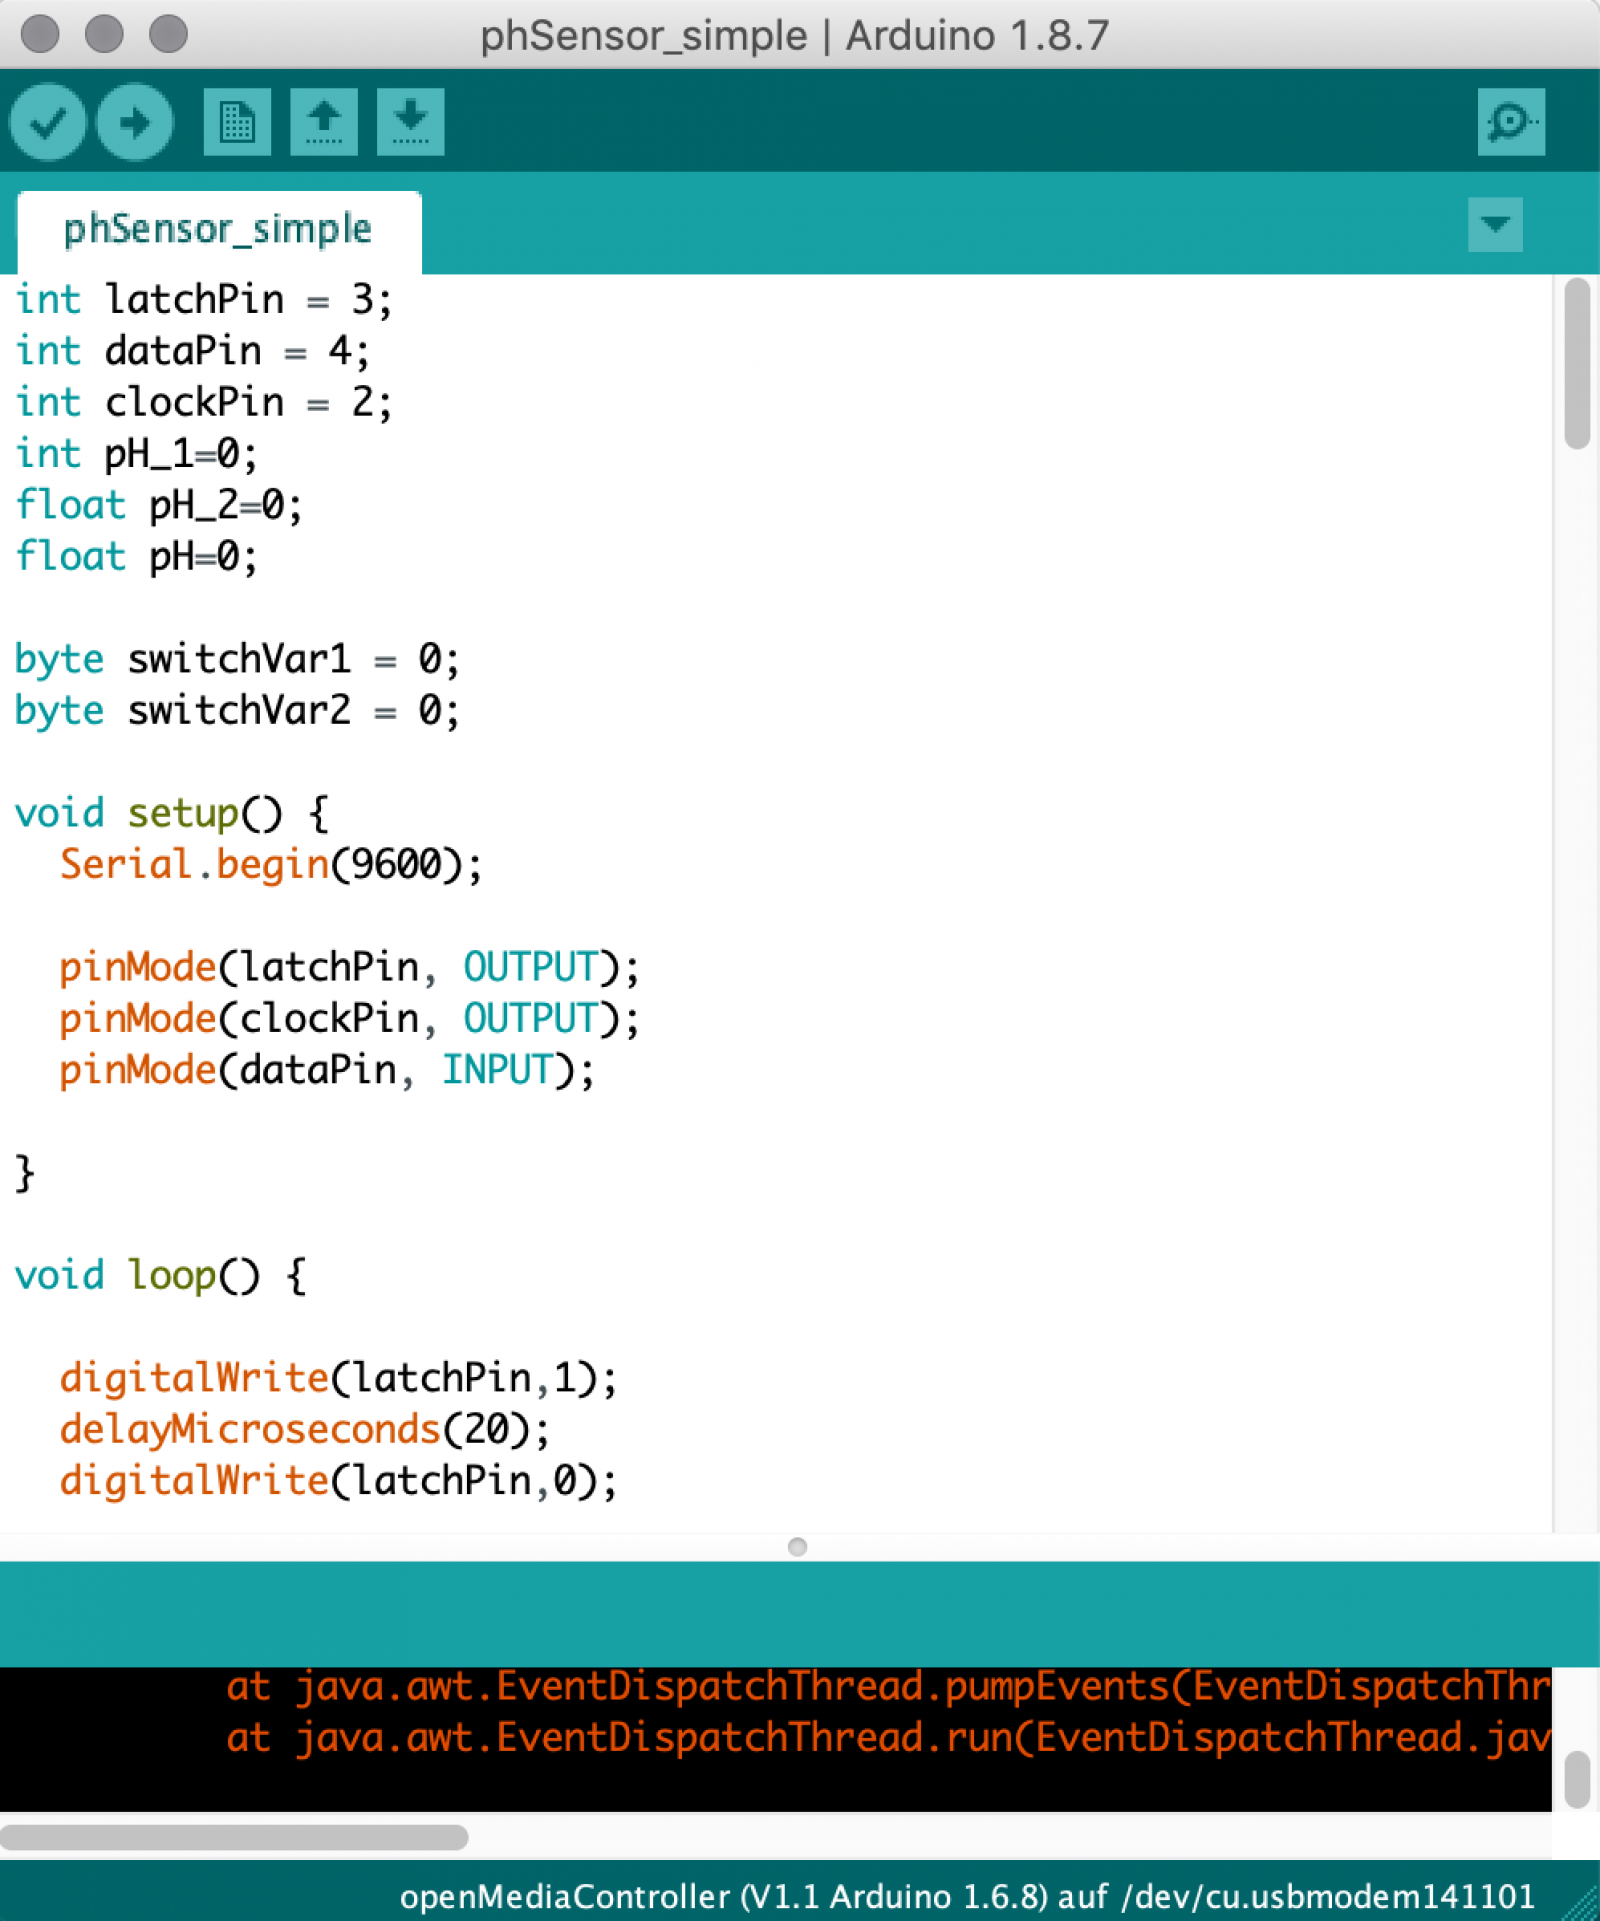 phSensor_simple | Arduino 1.8.7
phSensor_simple
int latchPin = 3;
int dataPin = 4;
int clockPin = 2;
int pH_1=0;
float pH_2=0;
float pH=0;
byte switchVar1 = 0;
byte switchVar2 = 0;
void setup() {
Serial.begin(9600);
pinMode(latchPin, OUTPUT);
pinMode(clockPin, OUTPUT);
pinMode(dataPin, INPUT);
}
void loop() {
digitalWrite(latchPin,1);
delayMicroseconds(20);
digitalWrite(latchPin,0);
at java.awt.EventDispatchThread.pumpEvents(EventDispatchThr
at java.awt.EventDispatchThread.run(EventDispatchThread.jav
openMediaController (V1.1 Arduino 1.6.8) auf /dev/cu.usbmodem141101